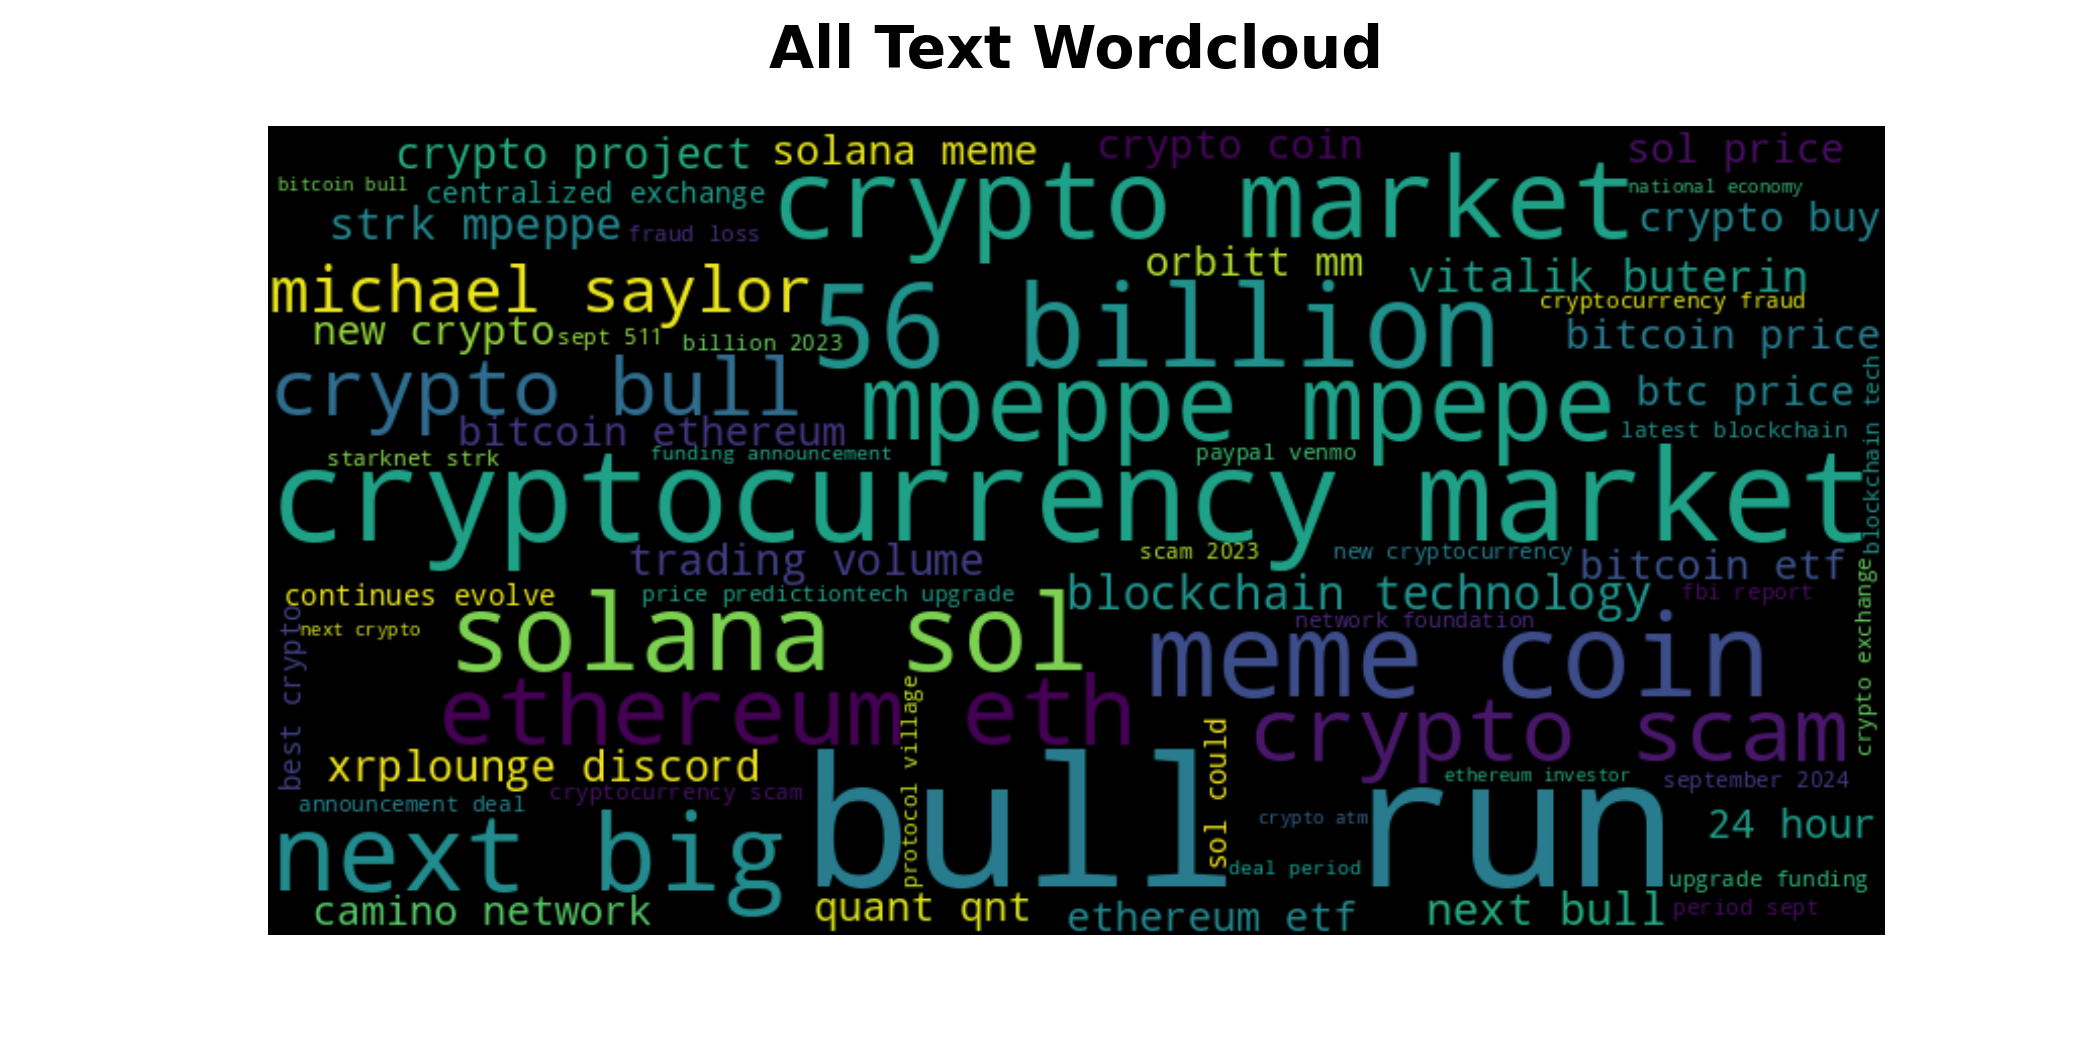 All Text Wordcloud
crypto project
solana meme
crypto coin
sol price
bitcoin bull
centralized exchange
crypto market
national economy
strk mpeppe
fraud loss
crypto buy
michael saylor
orbitt mm
vitalik buterin
56 billion
cryptocurrency fraud
new crypto
sept 511
billion 2023
bitcoin price
crypto bull
mpeppe mpepe
btc price
blockchain tech
bitcoin ethereum
latest blockchain
starknet strk
funding announcement
paypal venmo
cryptocurrency market
trading volume
scam 2023
new cryptocurrency
bitcoin etf
continues evolve
price predictiontech upgrade
blockchain technology
fbi report
crypto exchange
best crypto
next crypto
solana sol
network foundation
meme coin
ethereum eth
protocol village
crypto scam
xrplounge discord
sol could
ethereum investor
september 2024
announcement deal
cryptocurrency scam
bull run
crypto atm
24 hour
next big
deal period
upgrade funding
camino network
quant qnt
ethereum etf
next bull
period sept